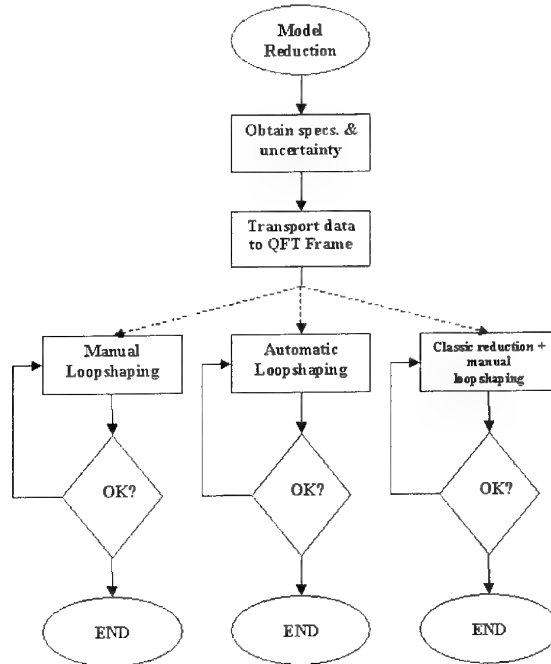 Model
Reduction
Obtain specs. &
uncertainty
Transport data
to QFT Frame
Manual
Loopshaping
Automatic
Loopshaping
Classic reduction +
manual
loopshaping
OK?
OK?
OK?
END
END
END